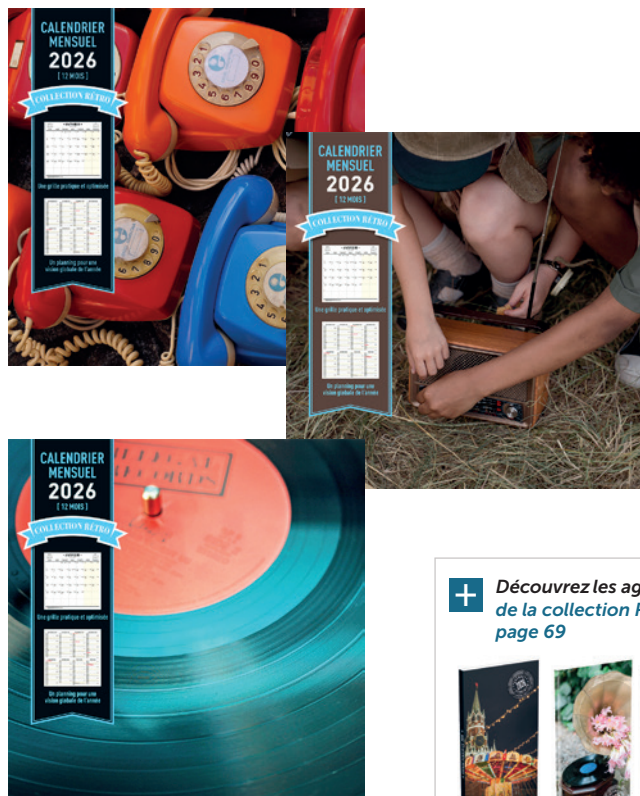 CALENDRIER
MENSUEL
2026
[ 12 MOIS ]
COLLECTION RÉTRO
Une grille pratique et optimisée
Un planning pour une
vision globale de l'année
CALENDRIER
MENSUEL
2026
[ 12 MOIS ]
COLLECTION RÉTRO
Une grille pratique et optimisée
Un planning pour une
vision globale de l'année
CALENDRIER
MENSUEL
2026
[ 12 MOIS ]
COLLECTION RÉTRO
Une grille pratique et optimisée
Un planning pour une
vision globale de l'année
RECORDS
+ Découvrez les ag
de la collection R
page 69